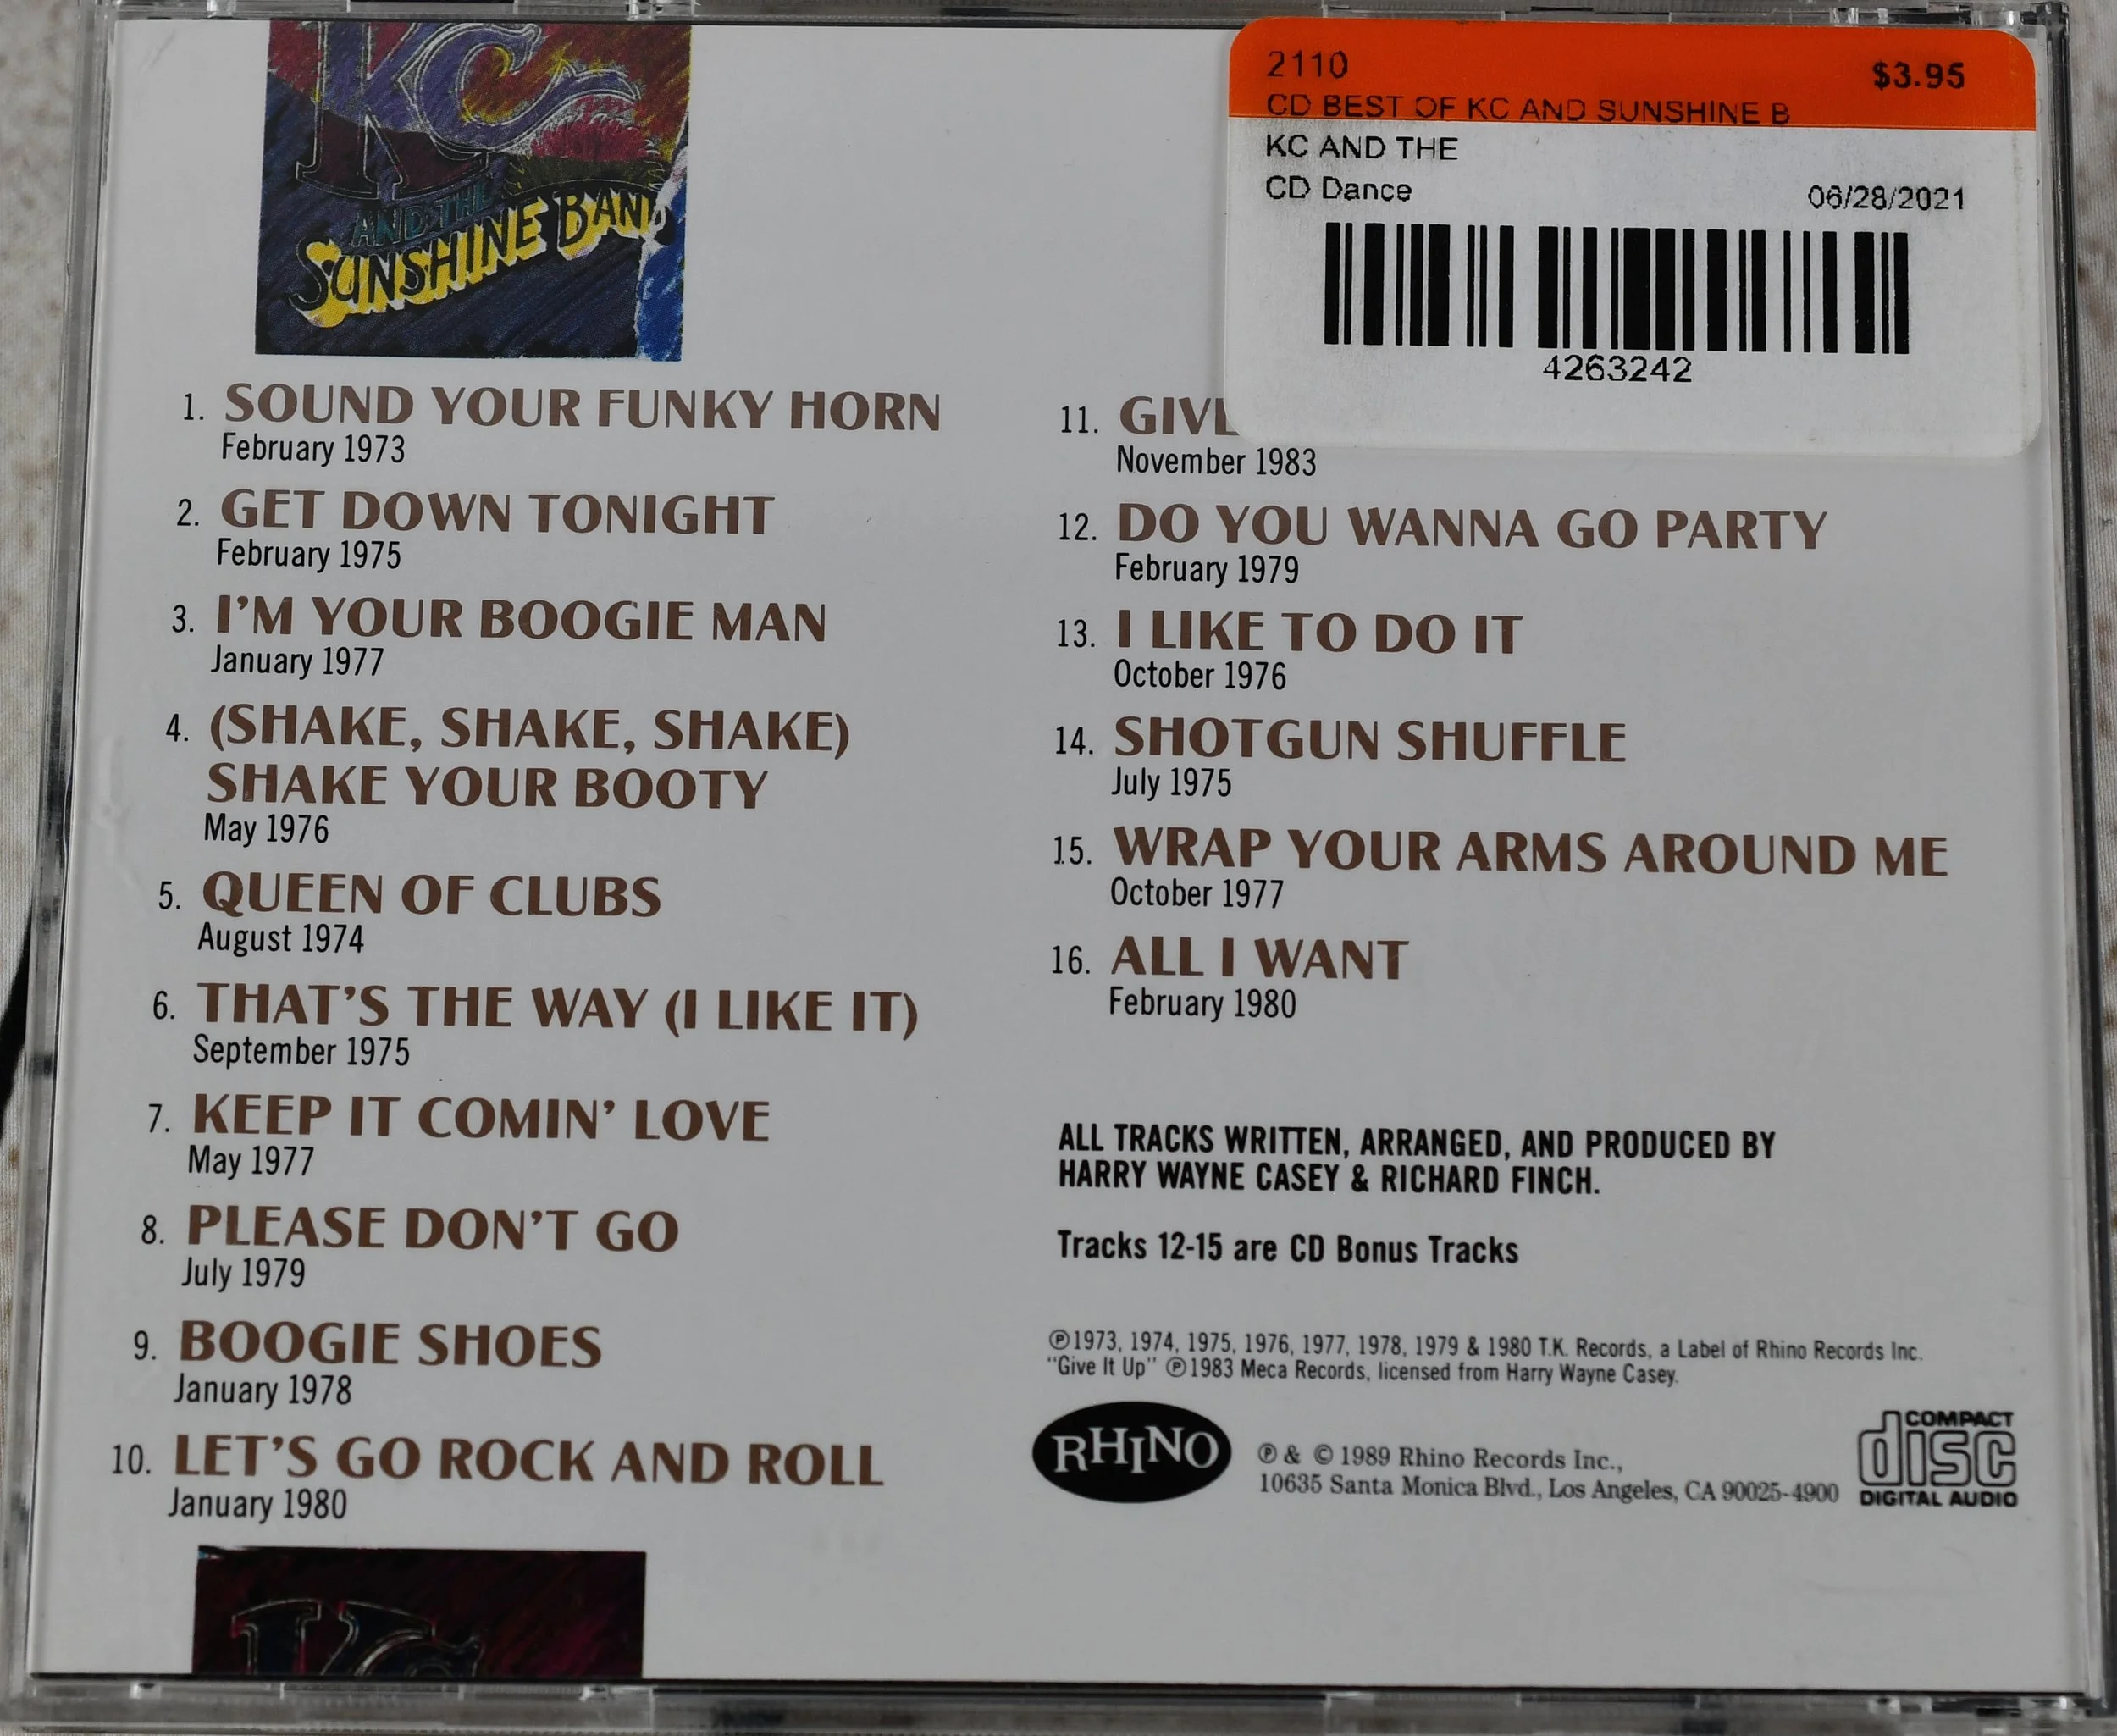 KC
AND THE
SUNSHINE BAND
2110
$3.95
CD BEST OF KC AND SUNSHINE B
KC AND THE
CD Dance
06/28/2021
4263242
1. SOUND YOUR FUNKY HORN
February 1973
2. GET DOWN TONIGHT
February 1975
3. I'M YOUR BOOGIE MAN
January 1977
4. (SHAKE, SHAKE, SHAKE)
SHAKE YOUR BOOTY
May 1976
5. QUEEN OF CLUBS
August 1974
6. THAT'S THE WAY (I LIKE IT)
September 1975
7. KEEP IT COMIN' LOVE
May 1977
8. PLEASE DON'T GO
July 1979
9. BOOGIE SHOES
January 1978
10. LET'S GO ROCK AND ROLL
January 1980
11. GIVE
November 1983
12. DO YOU WANNA GO PARTY
February 1979
13. I LIKE TO DO IT
October 1976
14. SHOTGUN SHUFFLE
July 1975
15. WRAP YOUR ARMS AROUND ME
October 1977
16. ALL I WANT
February 1980
ALL TRACKS WRITTEN, ARRANGED, AND PRODUCED BY
HARRY WAYNE CASEY & RICHARD FINCH.
Tracks 12-15 are CD Bonus Tracks
℗1973, 1974, 1975, 1976, 1977, 1978, 1979 & 1980 T.K. Records, a Label of Rhino Records Inc.
"Give It Up" ℗1983 Meca Records, licensed from Harry Wayne Casey.
RHINO
℗ & © 1989 Rhino Records Inc.,
10635 Santa Monica Blvd., Los Angeles, CA 90025-4900
COMPACT
disc
DIGITAL AUDIO
KC